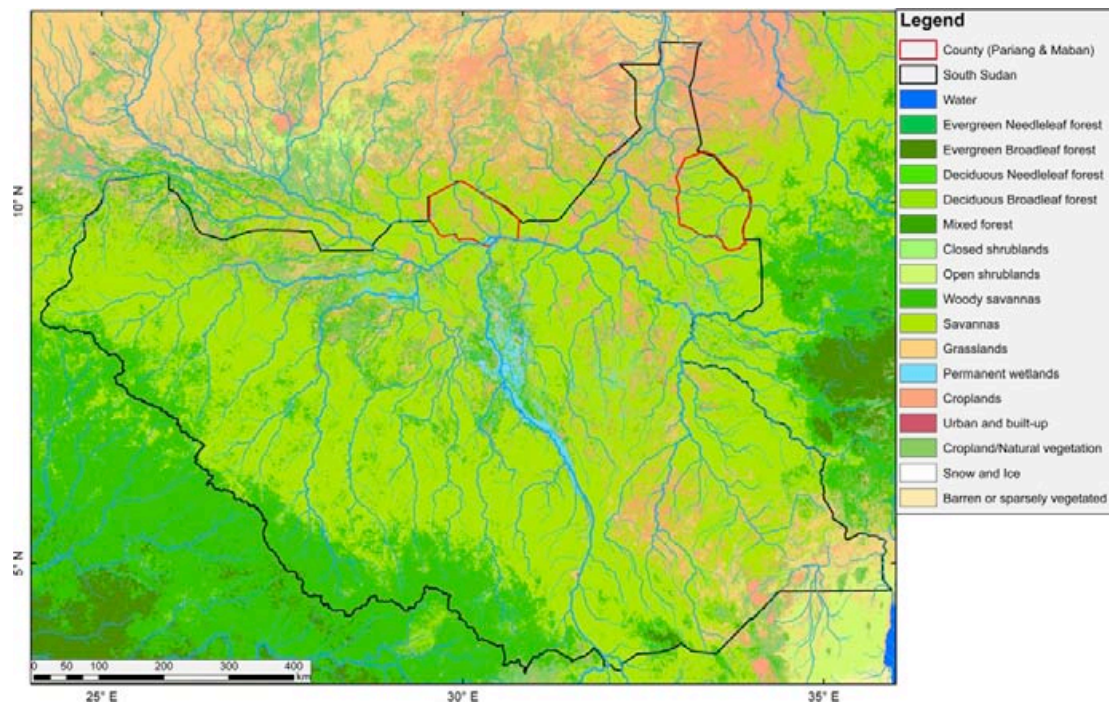 Legend
County (Pariang & Maban)
South Sudan
Water
Evergreen Needleleaf forest
Evergreen Broadleaf forest
Deciduous Needleleaf forest
Deciduous Broadleaf forest
Mixed forest
Closed shrublands
Open shrublands
Woody savannas
Savannas
Grasslands
Permanent wetlands
Croplands
Urban and built-up
Cropland/Natural vegetation
Snow and Ice
Barren or sparsely vegetated
10° N
5° N
0 50 100 200 300 400
km
25° E 30° E 35° E